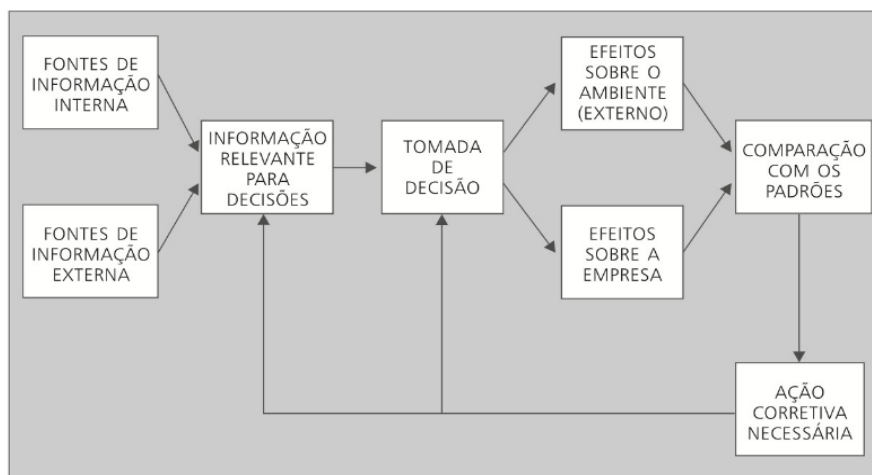 FONTES DE
INFORMAÇÃO
INTERNA
FONTES DE
INFORMAÇÃO
EXTERNA
INFORMAÇÃO
RELEVANTE
PARA
DECISÕES
TOMADA
DE
DECISÃO
EFEITOS
SOBRE O
AMBIENTE
(EXTERNO)
EFEITOS
SOBRE A
EMPRESA
COMPARAÇÃO
COM OS
PADRÕES
AÇÃO
CORRETIVA
NECESSÁRIA